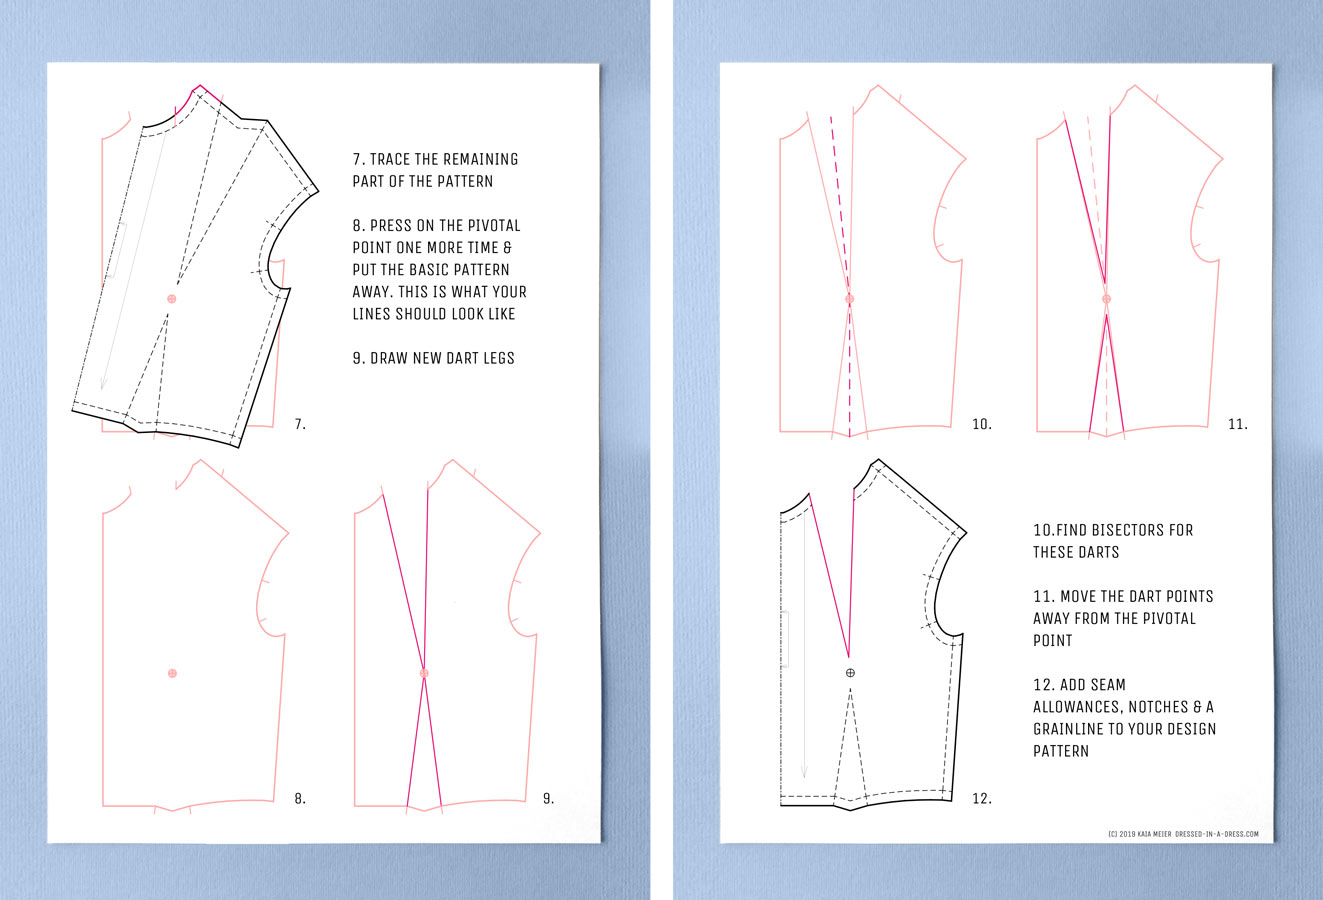 7. TRACE THE REMAINING
PART OF THE PATTERN
8. PRESS ON THE PIVOTAL
POINT ONE MORE TIME &
PUT THE BASIC PATTERN
AWAY. THIS IS WHAT YOUR
LINES SHOULD LOOK LIKE
9. DRAW NEW DART LEGS
7.
8.
9.
10.
11.
10.FIND BISECTORS FOR
THESE DARTS
11. MOVE THE DART POINTS
AWAY FROM THE PIVOTAL
POINT
12. ADD SEAM
ALLOWANCES, NOTCHES & A
GRAINLINE TO YOUR DESIGN
PATTERN
12.
(C) 2019 KAIA MEIER DRESSED-IN-A-DRESS.COM